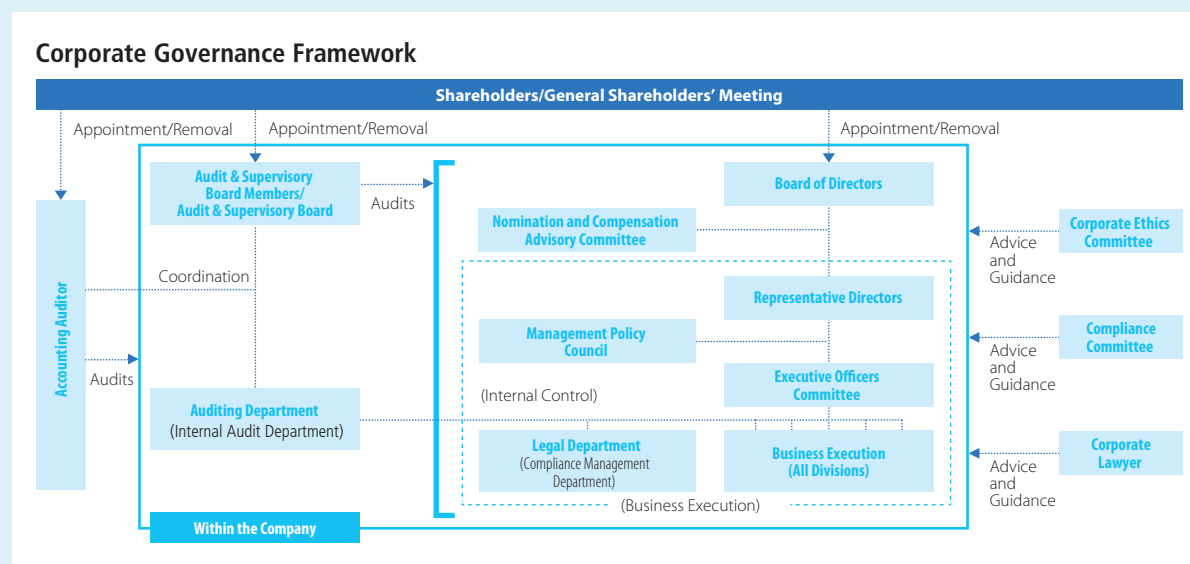 Corporate Governance Framework
Shareholders/General Shareholders' Meeting
Appointment/Removal
Appointment/Removal
Appointment/Removal
Audit & Supervisory
Board Members/
Audit & Supervisory Board
Audits
Board of Directors
Nomination and Compensation
Advisory Committee
Corporate Ethics
Committee
Advice
and
Guidance
Coordination
Accounting Auditor
Representative Directors
Management Policy
Council
Compliance
Committee
Advice
and
Guidance
Audits
Executive Officers
Committee
(Internal Control)
Auditing Department
(Internal Audit Department)
Legal Department
(Compliance Management
Department)
Business Execution
(All Divisions)
Corporate
Lawyer
Advice
and
Guidance
(Business Execution)
Within the Company